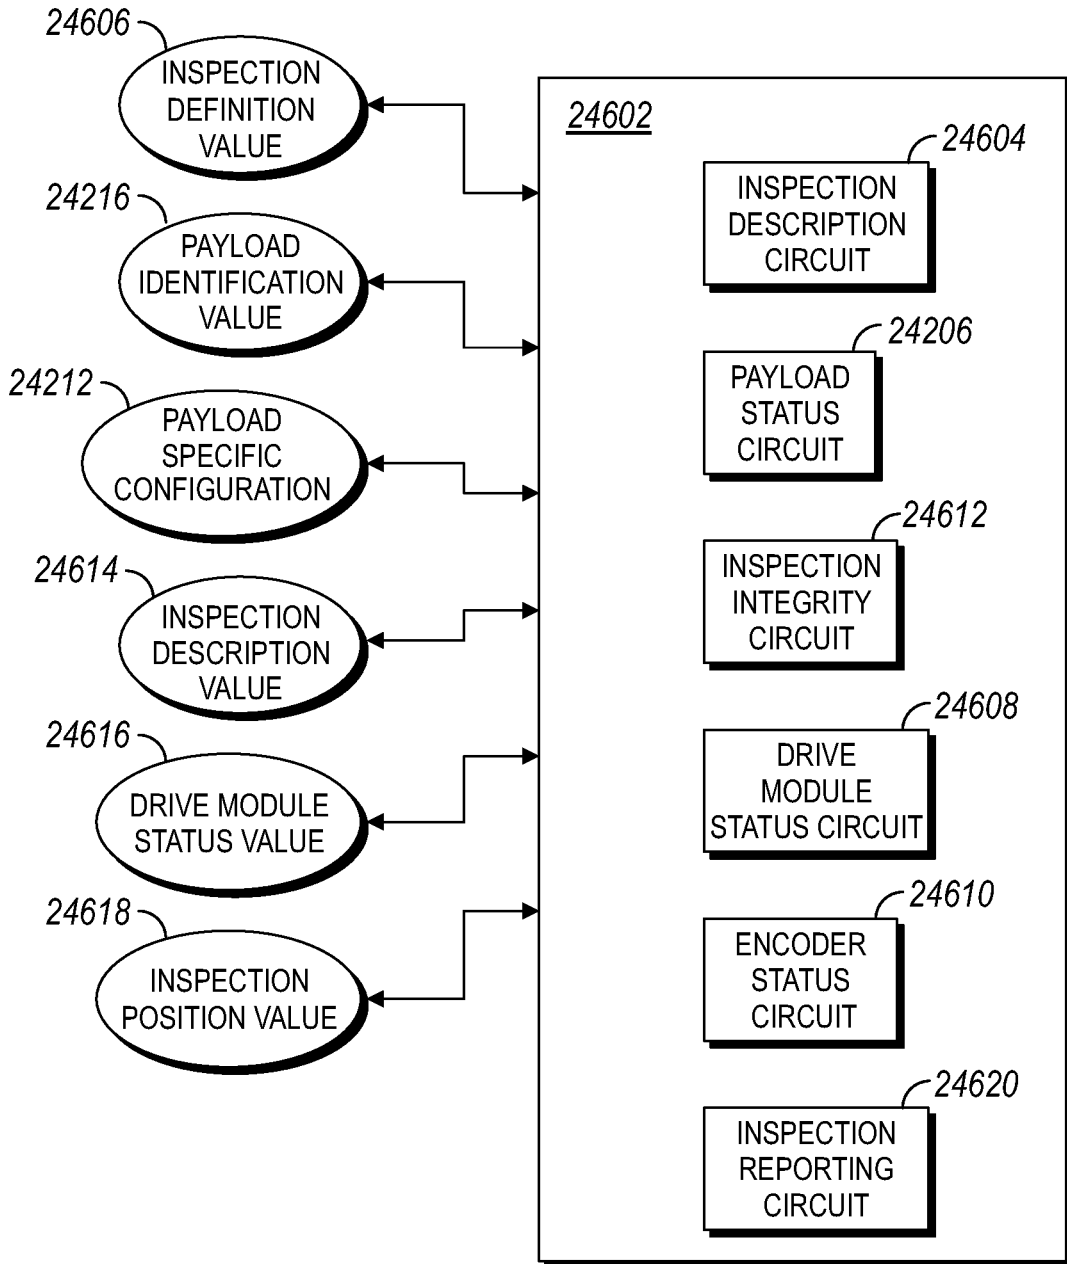 24606
INSPECTION
DEFINITION
VALUE
24216
PAYLOAD
IDENTIFICATION
VALUE
24212
PAYLOAD
SPECIFIC
CONFIGURATION
24614
INSPECTION
DESCRIPTION
VALUE
24616
DRIVE MODULE
STATUS VALUE
24618
INSPECTION
POSITION VALUE
24602
24604
INSPECTION
DESCRIPTION
CIRCUIT
24206
PAYLOAD
STATUS
CIRCUIT
24612
INSPECTION
INTEGRITY
CIRCUIT
24608
DRIVE
MODULE
STATUS CIRCUIT
24610
ENCODER
STATUS
CIRCUIT
24620
INSPECTION
REPORTING
CIRCUIT